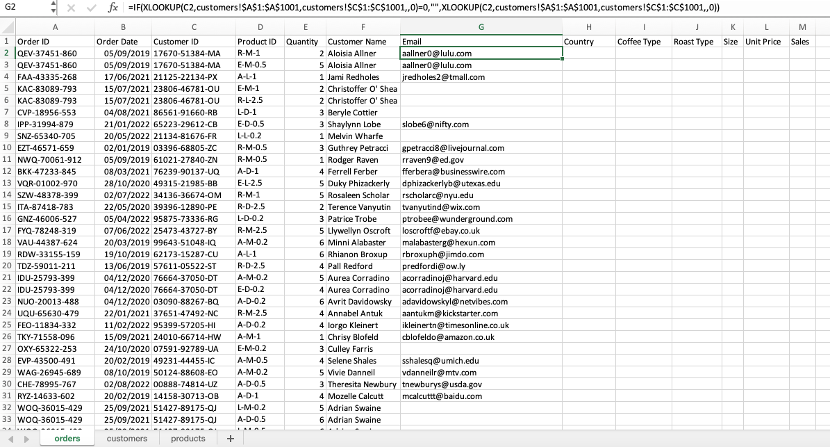 G2 =IF(XLOOKUP(C2,customers!$A$1:$A$1001,customers!$C$1:$C$1001,,0)=0,"",XLOOKUP(C2,customers!$A$1:$A$1001,customers!$C$1:$C$1001,,0))
A B C D E F G H I J K L M
1 Order ID Order Date Customer ID Product ID Quantity Customer Name Email Country Coffee Type Roast Type Size Unit Price Sales
2 QEV-37451-860 05/09/2019 17670-51384-MA R-M-1 2 Aloisia Allner aallner0@lulu.com
3 QEV-37451-860 05/09/2019 17670-51384-MA E-M-0.5 5 Aloisia Allner aallner0@lulu.com
4 FAA-43335-268 17/06/2021 21125-22134-PX A-L-1 1 Jami Redholes jredholes2@tmall.com
5 KAC-83089-793 15/07/2021 23806-46781-OU E-M-1 2 Christoffer O' Shea
6 KAC-83089-793 15/07/2021 23806-46781-OU R-L-2.5 2 Christoffer O' Shea
7 CVP-18956-553 04/08/2021 86561-91660-RB L-D-1 3 Beryle Cottier
8 IPP-31994-879 21/01/2022 65223-29612-CB E-D-0.5 3 Shaylynn Lobe slobe6@nifty.com
9 SNZ-65340-705 20/05/2022 21134-81676-FR L-L-0.2 1 Melvin Wharfe
10 EZT-46571-659 02/01/2019 03396-68805-ZC R-M-0.5 3 Guthrey Petracci gpetracci8@livejournal.com
11 NWQ-70061-912 05/09/2019 61021-27840-ZN R-M-0.5 1 Rodger Raven rraven9@ed.gov
12 BKK-47233-845 08/03/2021 76239-90137-UQ A-D-1 4 Ferrell Ferber fferbera@businesswire.com
13 VQR-01002-970 28/10/2020 49315-21985-BB E-L-2.5 5 Duky Phizackerly dphizackerlyb@utexas.edu
14 SZW-48378-399 02/07/2022 34136-36674-OM R-M-1 5 Rosaleen Scholar rscholarc@nyu.edu
15 ITA-87418-783 22/05/2020 39396-12890-PE R-D-2.5 2 Terence Vanyutin tvanyutind@wix.com
16 GNZ-46006-527 05/04/2022 95875-73336-RG L-D-0.2 3 Patrice Trobe ptrobee@wunderground.com
17 FYQ-78248-319 07/06/2022 25473-43727-BY R-M-2.5 5 Llywellyn Oscroft loscroftf@ebay.co.uk
18 VAU-44387-624 20/03/2019 99643-51048-IQ A-M-0.2 6 Minni Alabaster malabasterg@hexun.com
19 RDW-33155-159 19/10/2019 62173-15287-CU A-L-1 6 Rhianon Broxup rbroxuph@jimdo.com
20 TDZ-59011-211 13/06/2019 57611-05522-ST R-D-2.5 4 Pall Redford predfordi@ow.ly
21 IDU-25793-399 04/12/2020 76664-37050-DT A-M-0.2 5 Aurea Corradino acorradinoj@harvard.edu
22 IDU-25793-399 04/12/2020 76664-37050-DT E-D-0.2 4 Aurea Corradino acorradinoj@harvard.edu
23 NUO-20013-488 04/12/2020 03090-88267-BQ A-D-0.2 6 Avrit Davidowsky adavidowskyl@netvibes.com
24 UQU-65630-479 22/01/2021 37651-47492-NC R-M-2.5 4 Annabel Antuk aantukm@kickstarter.com
25 FEO-11834-332 11/02/2022 95399-57205-HI A-D-0.2 4 Iorgo Kleinert ikleinertn@timesonline.co.uk
26 TKY-71558-096 15/09/2021 24010-66714-HW A-M-1 1 Chrisy Blofeld cblofeldo@amazon.co.uk
27 OXY-65322-253 24/10/2020 07591-92789-UA E-M-0.2 3 Culley Farris
28 EVP-43500-491 20/02/2019 49231-44455-IC A-M-0.5 4 Selene Shales sshalesq@umich.edu
29 WAG-26945-689 08/10/2019 50124-88608-EO A-M-0.2 5 Vivie Danneil vdanneilr@mtv.com
30 CHE-78995-767 02/08/2022 00888-74814-UZ A-D-0.5 3 Theresita Newbury tnewburys@usda.gov
31 RYZ-14633-602 20/02/2019 14158-30713-OB A-D-1 4 Mozelle Calcutt mcalcuttt@baidu.com
32 WOQ-36015-429 25/09/2021 51427-89175-QJ L-M-0.2 5 Adrian Swaine
33 WOQ-36015-429 25/09/2021 51427-89175-QJ A-D-0.5 6 Adrian Swaine
orders customers products +